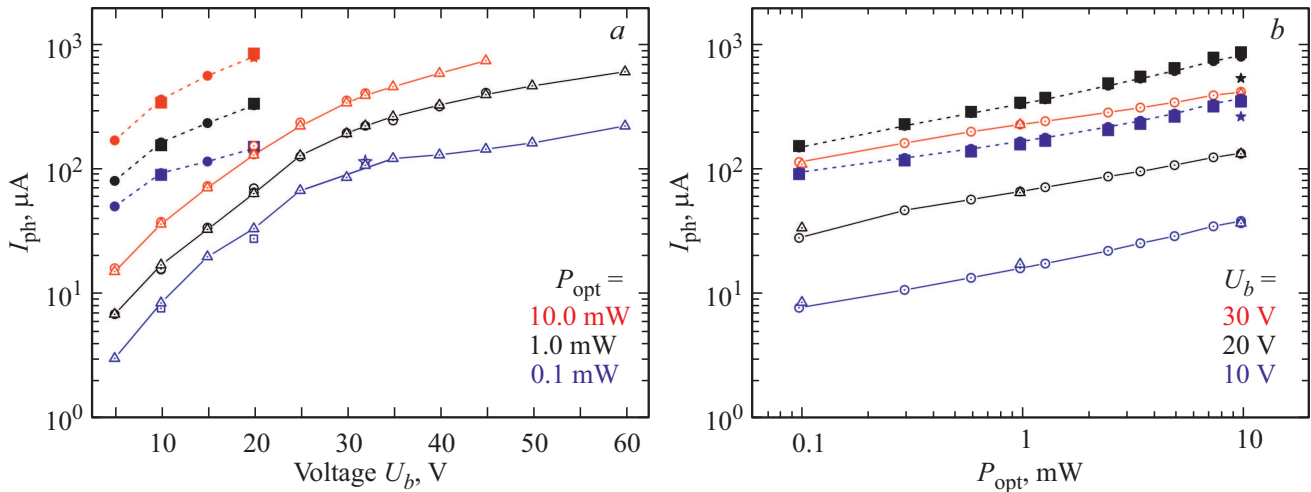 a
10³
10²
10¹
10⁰
I_ph, μA
P_opt =
10.0 mW
1.0 mW
0.1 mW
10 20 30 40 50 60
Voltage U_b, V
b
10³
10²
10¹
10⁰
I_ph, μA
U_b =
30 V
20 V
10 V
0.1 1 10
P_opt, mW